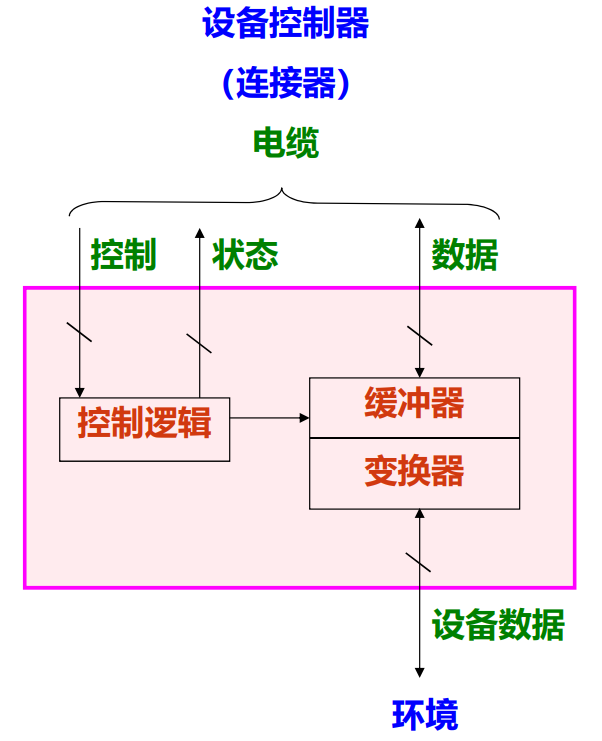 设备控制器
（连接器）
电缆
控制
状态
数据
控制逻辑
缓冲器
变换器
设备数据
环境